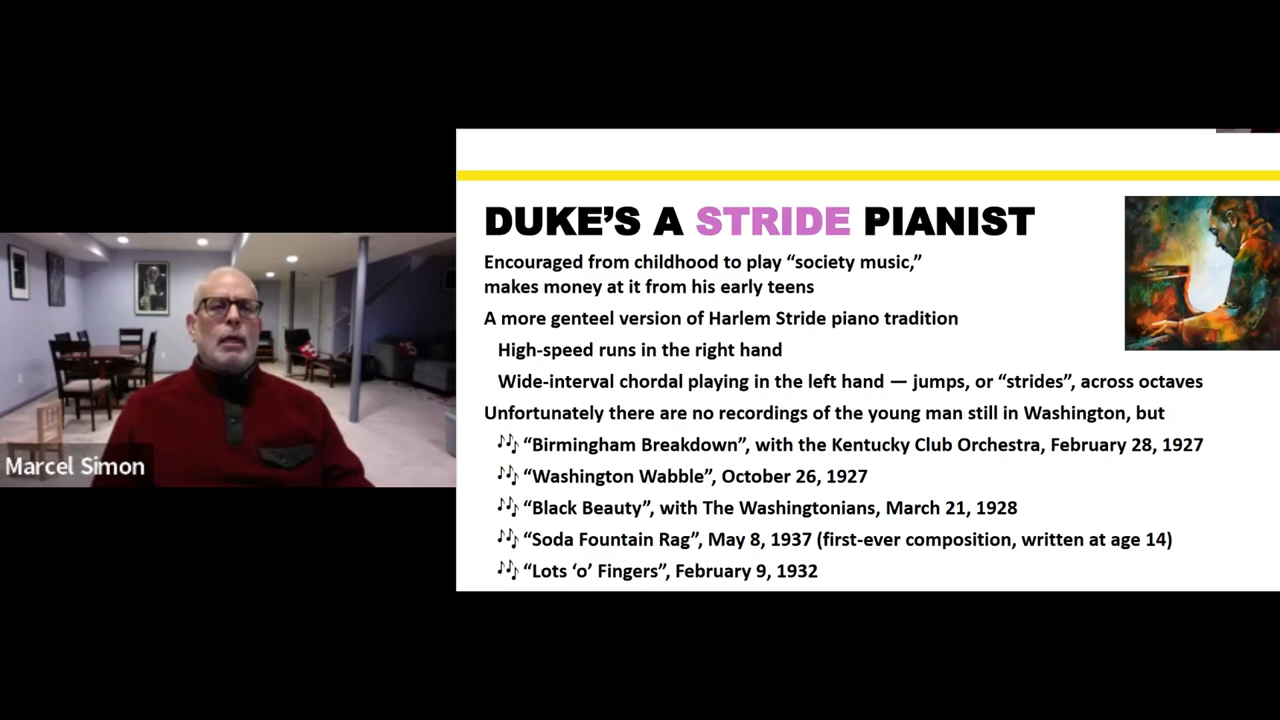 DUKE’S A STRIDE PIANIST
Encouraged from childhood to play “society music,”
makes money at it from his early teens
A more genteel version of Harlem Stride piano tradition
High-speed runs in the right hand
Wide-interval chordal playing in the left hand — jumps, or “strides”, across octaves
Unfortunately there are no recordings of the young man still in Washington, but
“Birmingham Breakdown”, with the Kentucky Club Orchestra, February 28, 1927
“Washington Wabble”, October 26, 1927
“Black Beauty”, with The Washingtonians, March 21, 1928
“Soda Fountain Rag”, May 8, 1937 (first-ever composition, written at age 14)
“Lots ‘o’ Fingers”, February 9, 1932
Marcel Simon